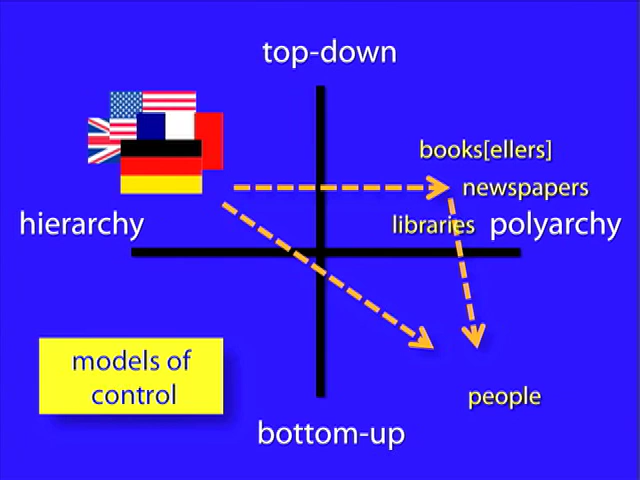 top-down
books[ellers]
newspapers
hierarchy
libraries
polyarchy
models of
control
people
bottom-up